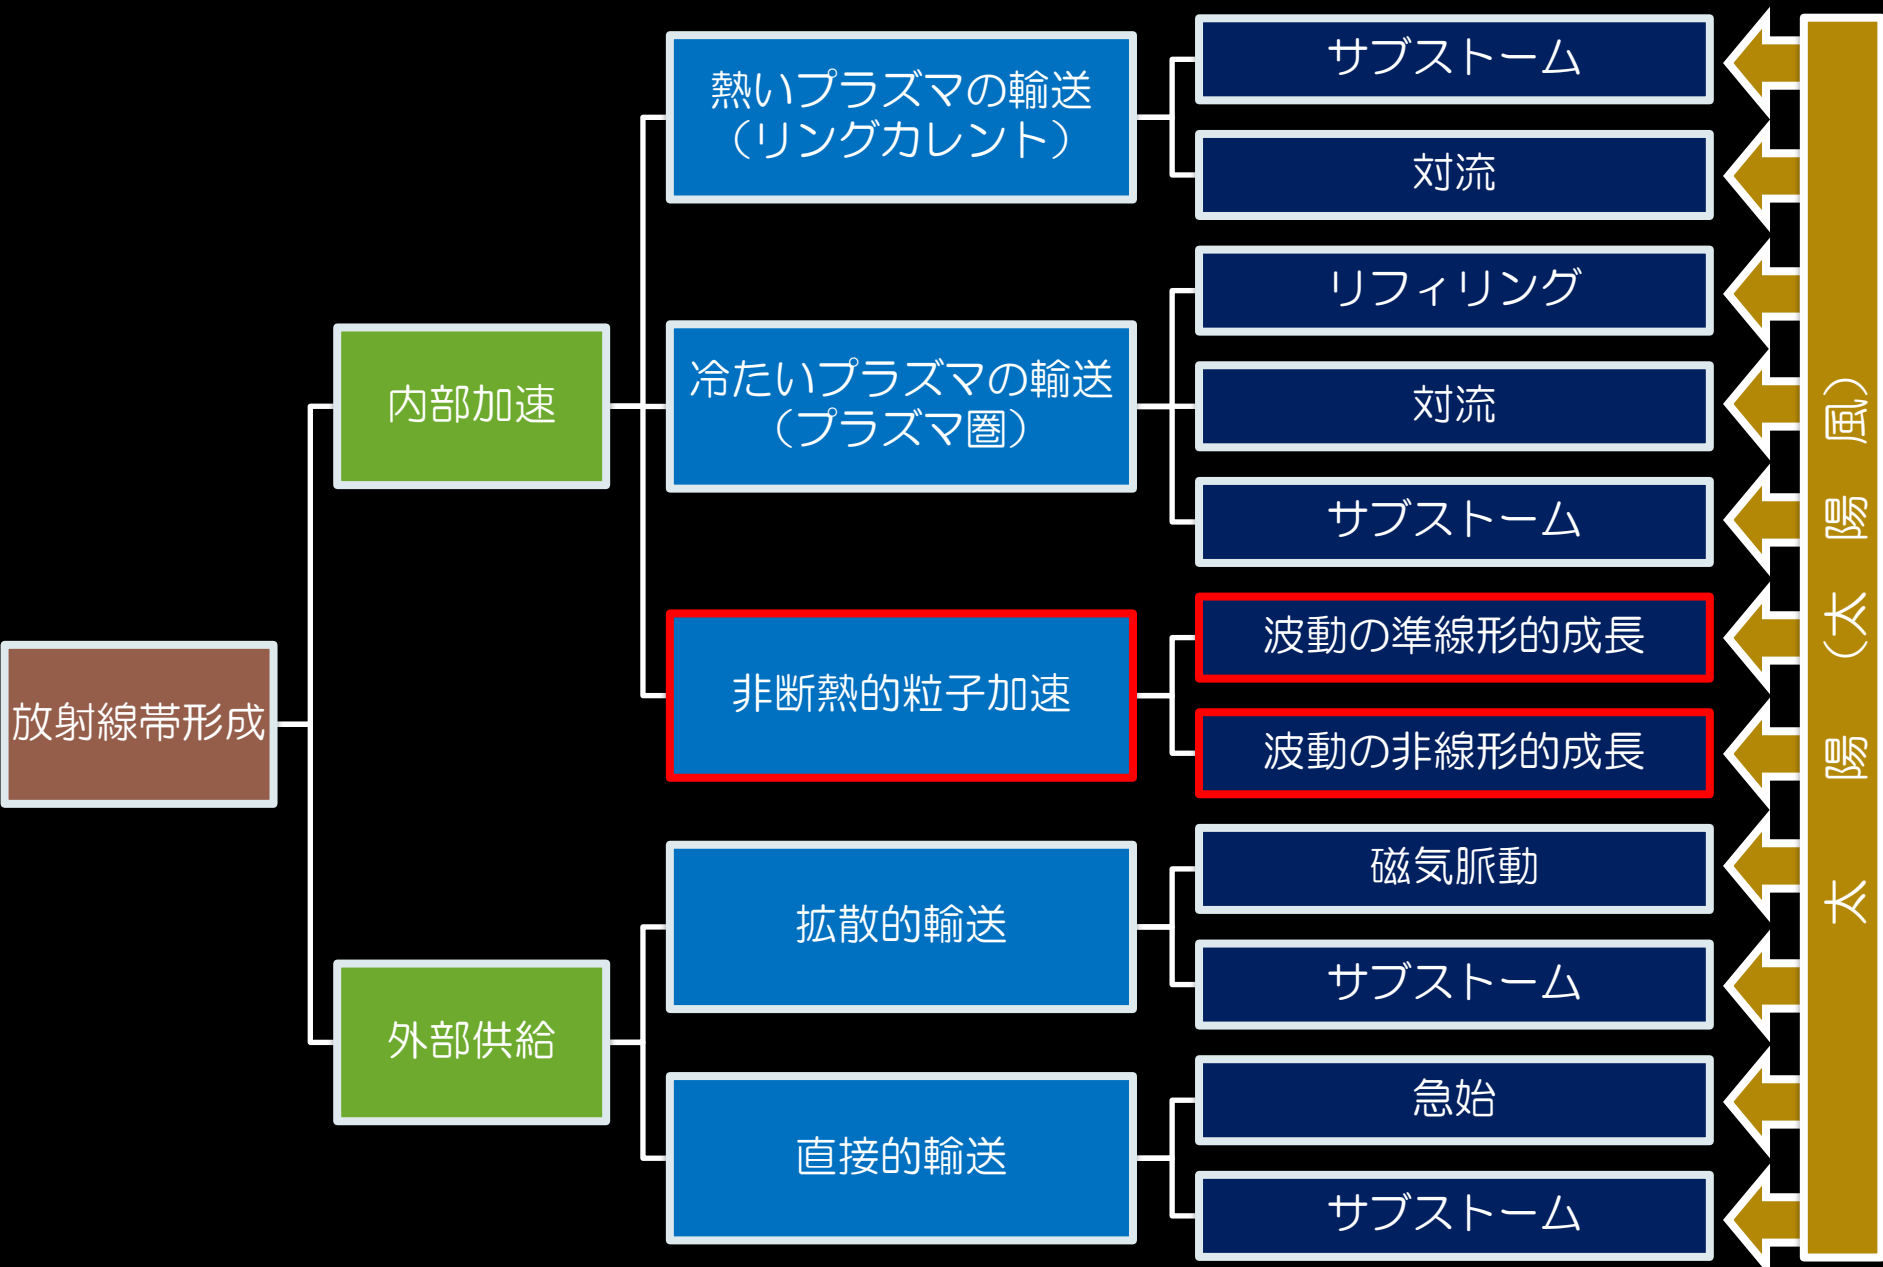 放射線帯形成
内部加速
外部供給
熱いプラズマの輸送
（リングカレント）
冷たいプラズマの輸送
（プラズマ圏）
非断熱的粒子加速
拡散的輸送
直接的輸送
サブストーム
対流
リフィリング
対流
サブストーム
波動の準線形的成長
波動の非線形的成長
磁気脈動
サブストーム
急始
サブストーム
太陽（太陽風）